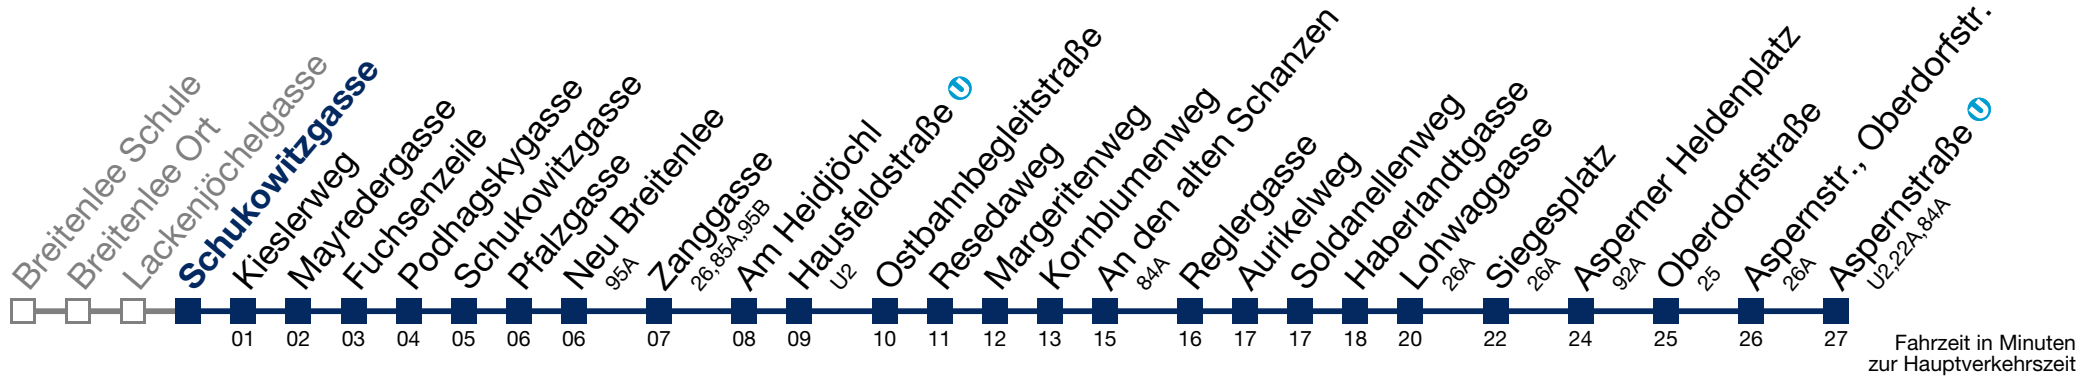 Breitenlee Schule
Breitenlee Ort
Lackenjöchelgasse
Schukowitzgasse
Kieslerweg
Mayredergasse
Fuchsenzeile
Podhagskygasse
Schukowitzgasse
Pfalzgasse
Neu Breitenlee
95A
Zanggasse
26,85A,95B
Am Heidjöchl
Hausfeldstraße U
U2
Ostbahnbegleitstraße
Resedaweg
Margeritenweg
Kornblumenweg
An den alten Schanzen
84A
Reglergasse
Aurikelweg
Soldanellenweg
Haberlandtgasse
Lohwaggasse
26A
Siegesplatz
26A
Asperner Heldenplatz
92A
Oberdorfstraße
25
Aspernstr., Oberdorfstr.
26A
Aspernstraße U
U2,22A,84A
01 02 03 04 05 06 06 07 08 09 10 11 12 13 15 16 17 17 18 20 22 24 25 26 27
Fahrzeit in Minuten
zur Hauptverkehrszeit